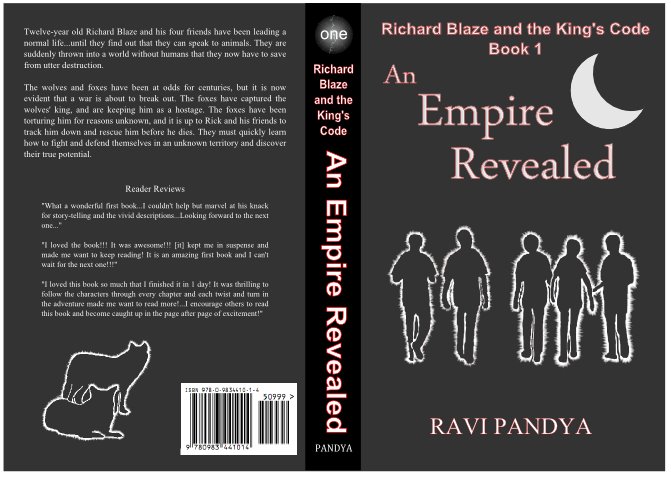 Twelve-year old Richard Blaze and his four friends have been leading a
normal life...until they find out that they can speak to animals. They are
suddenly thrown into a world without humans that they now have to save
from utter destruction.
The wolves and foxes have been at odds for centuries, but it is now
evident that a war is about to break out. The foxes have captured the
wolves' king, and are keeping him as a hostage. The foxes have been
torturing him for reasons unknown, and it is up to Rick and his friends to
track him down and rescue him before he dies. They must quickly learn
how to fight and defend themselves in an unknown territory and discover
their true potential.
Reader Reviews
"What a wonderful first book...I couldn't help but marvel at his knack
for story-telling and the vivid descriptions...Looking forward to the next
one..."
"I loved the book!!! It was awesome!!! [it] kept me in suspense and
made me want to keep reading! It is an amazing first book and I can't
wait for the next one!!!"
"I loved this book so much that I finished it in 1 day! It was thrilling to
follow the characters through every chapter and each twist and turn in
the adventure made me want to read more!...I encourage others to read
this book and become caught up in the page after page of excitement!"
ISBN 978-0-9834410-1-4
50999 >
9 780983 441014
one
Richard
Blaze
and the
King's
Code
An Empire Revealed
PANDYA
Richard Blaze and the King's Code
Book 1
An
Empire
Revealed
RAVI PANDYA